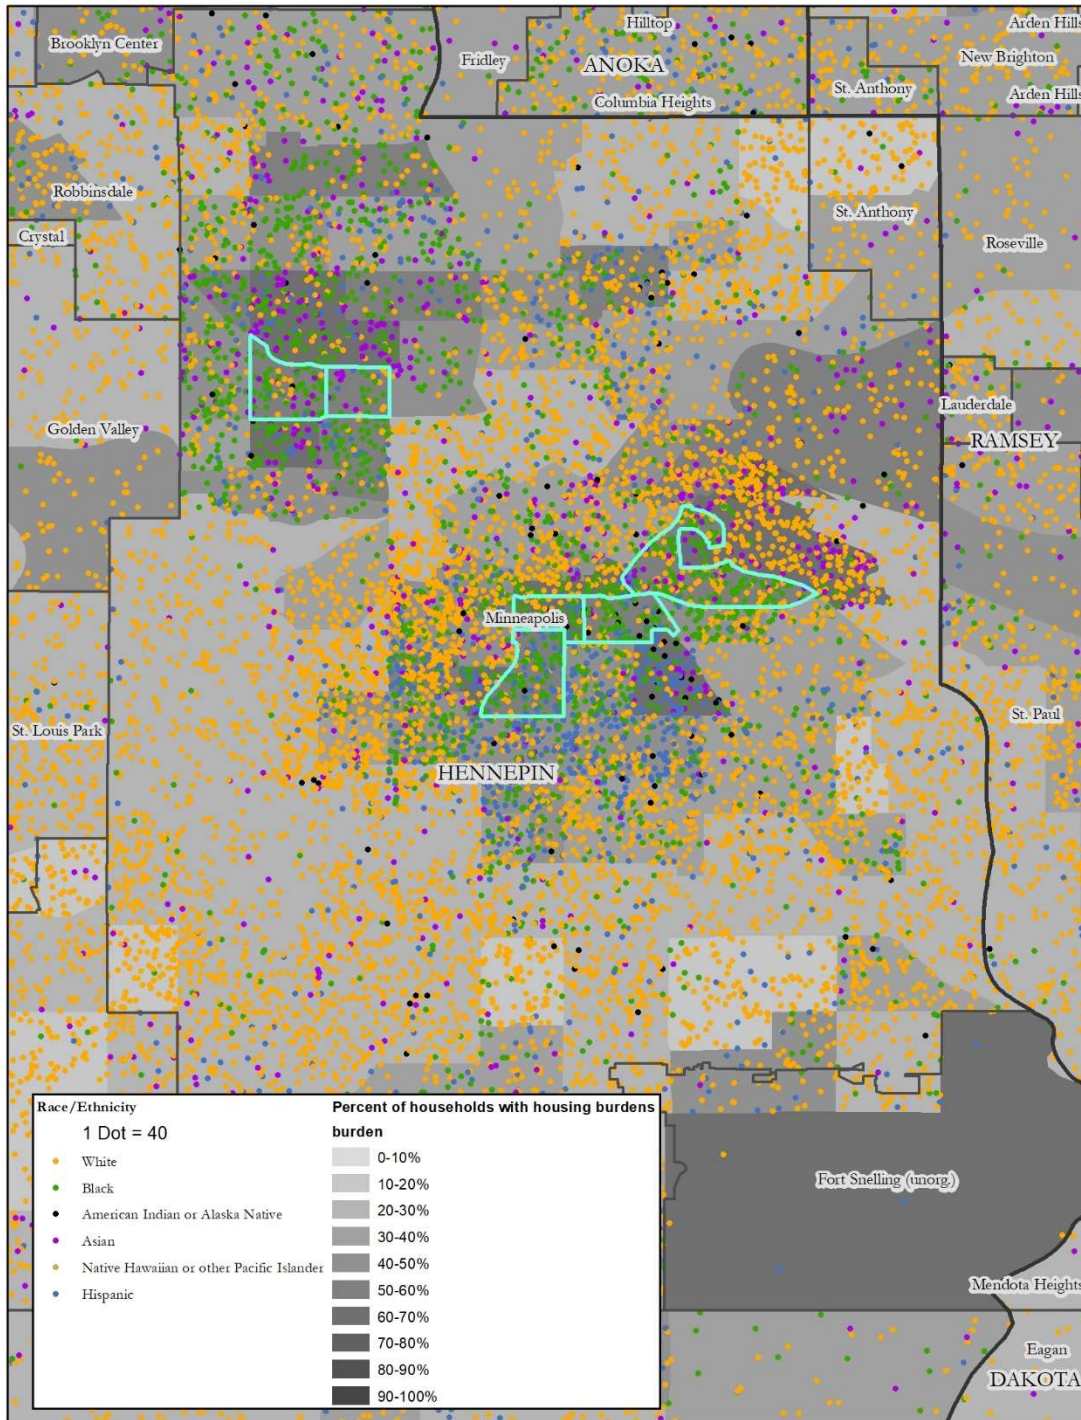 Brooklyn Center
Hilltop
Arden Hills
Fridley
ANOKA
New Brighton
St. Anthony
Columbia Heights
Arden Hills
Robbinsdale
St. Anthony
Crystal
Roseville
Golden Valley
Lauderdale
RAMSEY
Minneapolis
St. Louis Park
St. Paul
HENNEPIN
Race/Ethnicity
1 Dot = 40
White
Black
American Indian or Alaska Native
Asian
Native Hawaiian or other Pacific Islander
Hispanic
Percent of households with housing burdens
burden
0-10%
10-20%
20-30%
30-40%
40-50%
50-60%
60-70%
70-80%
80-90%
90-100%
Fort Snelling (unorg.)
Mendota Heights
Eagan
DAKOTA